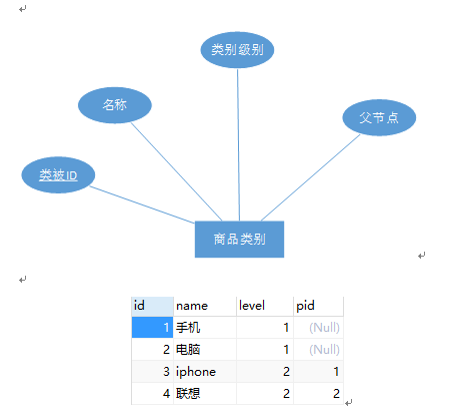 类别级别
名称
父节点
类被ID
商品类别
id name level pid
1 手机 1 (Null)
2 电脑 1 (Null)
3 iphone 2 1
4 联想 2 2